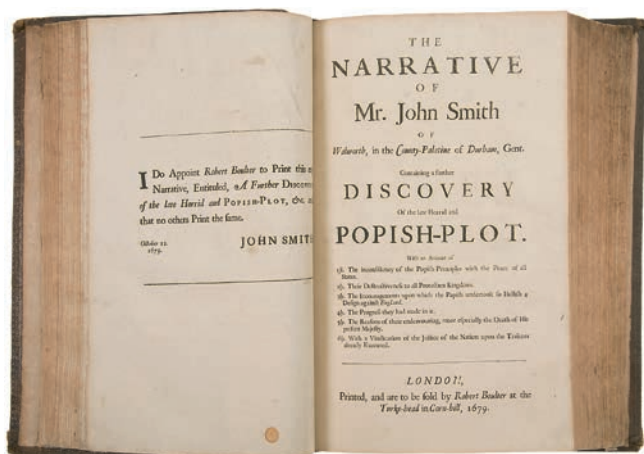 I Do Appoint Robert Boulter to Print this my
Narrative, Entituled, A Further Discovery
of the late Horrid and POPISH-PLOT, &c. and
that no others Print the same.
October 22.
1679.
JOHN SMITH
THE
NARRATIVE
OF
Mr. John Smith
OF
Walworth, in the County-Palatine of Durham, Gent.
Containing a further
DISCOVERY
Of the late Horrid and
POPISH-PLOT.
With an Account of
1st. The inconsistency of the Papists Principles with the Peace of all
States.
2ly. Their Destructiveness to all Protestant Kingdoms.
3ly. The Encouragements upon which the Papists undertook so Hellish a
Design against England.
4ly. The Progress they had made in it.
5ly. The Reasons of their endeavouring, more especially the Death of His
present Majesty.
6ly. With a Vindication of the Justice of the Nation upon the Traitors
already Executed.
LONDON,
Printed, and are to be sold by Robert Boulter at the
Turks-head in Corn-hill, 1679.